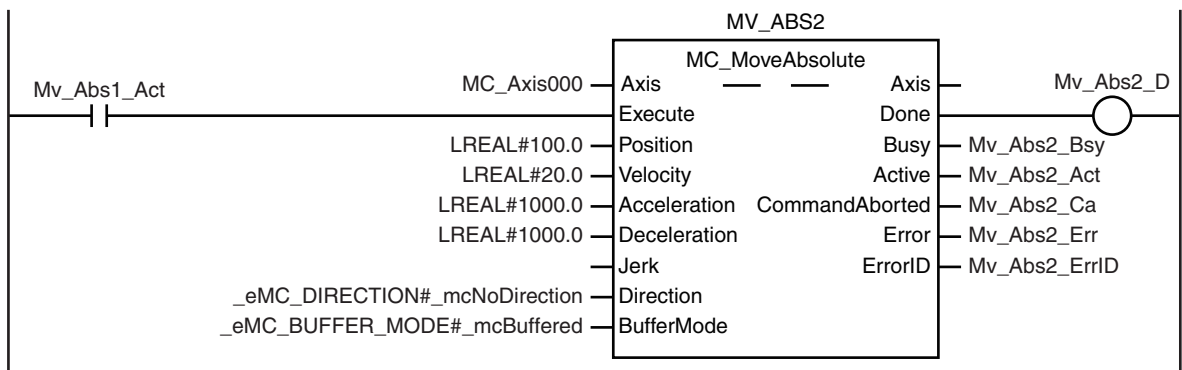 MV_ABS2
MC_MoveAbsolute
Mv_Abs1_Act
MC_Axis000 Axis Axis Mv_Abs2_D
Execute Done
LREAL#100.0 Position Busy Mv_Abs2_Bsy
LREAL#20.0 Velocity Active Mv_Abs2_Act
LREAL#1000.0 Acceleration CommandAborted Mv_Abs2_Ca
LREAL#1000.0 Deceleration Error Mv_Abs2_Err
Jerk ErrorID Mv_Abs2_ErrID
_eMC_DIRECTION#_mcNoDirection Direction
_eMC_BUFFER_MODE#_mcBuffered BufferMode